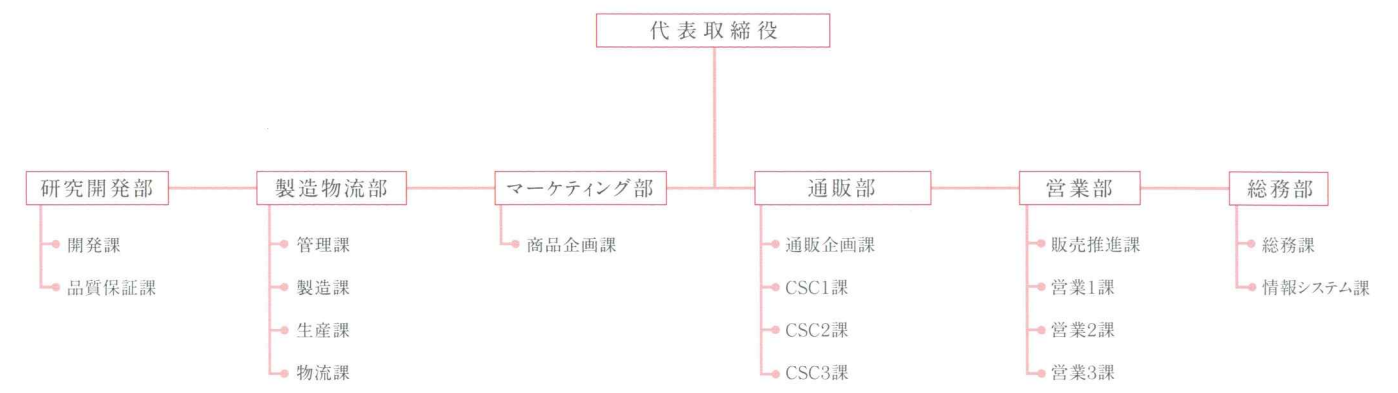 代表取締役
研究開発部
開発課
品質保証課
製造物流部
管理課
製造課
生産課
物流課
マーケティング部
商品企画課
通販部
通販企画課
CSC1課
CSC2課
CSC3課
営業部
販売推進課
営業1課
営業2課
営業3課
総務部
総務課
情報システム課